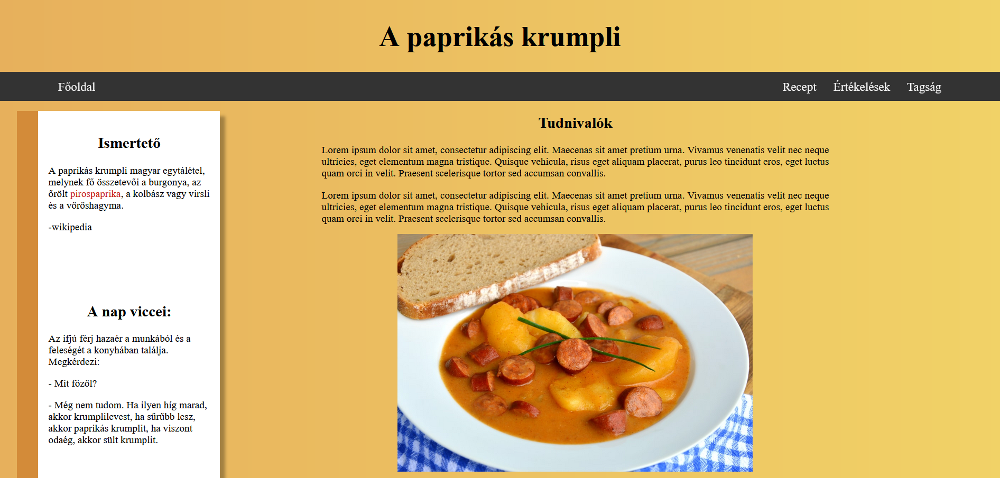 A paprikás krumpli
Főoldal
Recept
Értékelések
Tagság
Ismertető
A paprikás krumpli magyar egytálétel,
melynek fő összetevői a burgonya, az
őrölt pirospaprika, a kolbász vagy virsli
és a vöröshagyma.
-wikipedia
A nap viccei:
Az ifjú férj hazaér a munkából és a
feleségét a konyhában találja.
Megkérdezi:
- Mit főzöl?
- Még nem tudom. Ha ilyen híg marad,
akkor krumplilevest, ha sűrűbb lesz,
akkor paprikás krumplit, ha viszont
odaég, akkor sült krumplit.
Tudnivalók
Lorem ipsum dolor sit amet, consectetur adipiscing elit. Maecenas sit amet pretium urna. Vivamus venenatis velit nec neque
ultricies, eget elementum magna tristique. Quisque vehicula, risus eget aliquam placerat, purus leo tincidunt eros, eget luctus
quam orci in velit. Praesent scelerisque tortor sed accumsan convallis.
Lorem ipsum dolor sit amet, consectetur adipiscing elit. Maecenas sit amet pretium urna. Vivamus venenatis velit nec neque
ultricies, eget elementum magna tristique. Quisque vehicula, risus eget aliquam placerat, purus leo tincidunt eros, eget luctus
quam orci in velit. Praesent scelerisque tortor sed accumsan convallis.